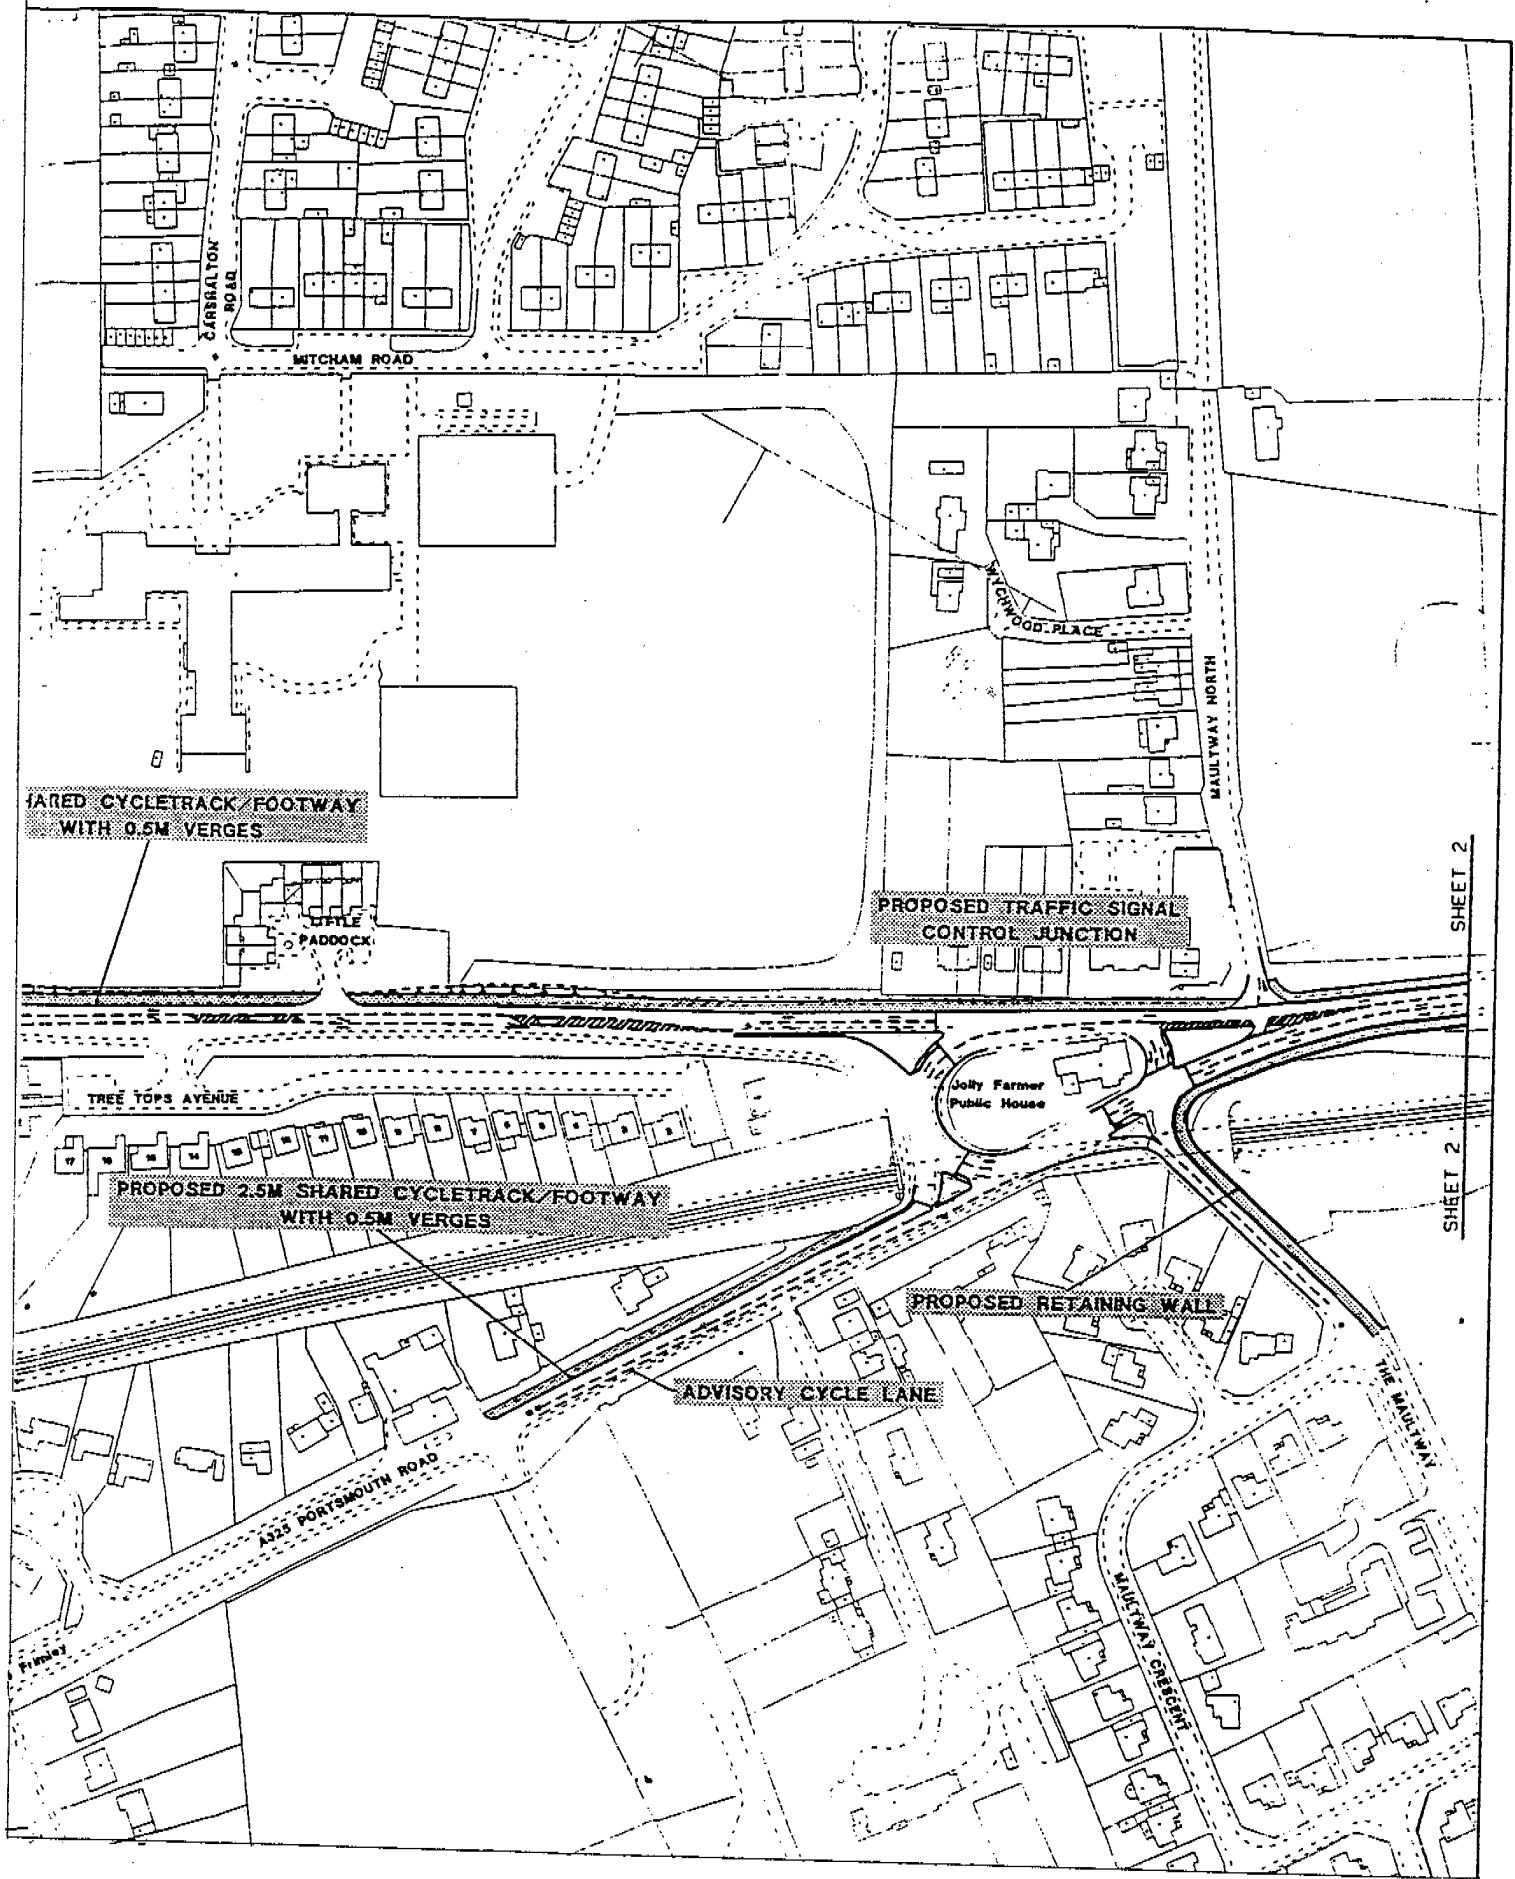 CARSHALTON
ROAD
MITCHAM ROAD
WYCHWOOD PLACE
MAULTWAY NORTH
HARED CYCLETRACK/FOOTWAY
WITH 0.5M VERGES
LITTLE
PADDOCK
PROPOSED TRAFFIC SIGNAL
CONTROL JUNCTION
SHEET 2
SHEET 2
Jolly Farmer
Public House
TREE TOPS AVENUE
17
PROPOSED 2.5M SHARED CYCLETRACK/FOOTWAY
WITH 0.5M VERGES
PROPOSED RETAINING WALL
ADVISORY CYCLE LANE
THE MAULTWAY
A325 PORTSMOUTH ROAD
MAULTWAY CRESCENT
Frimley